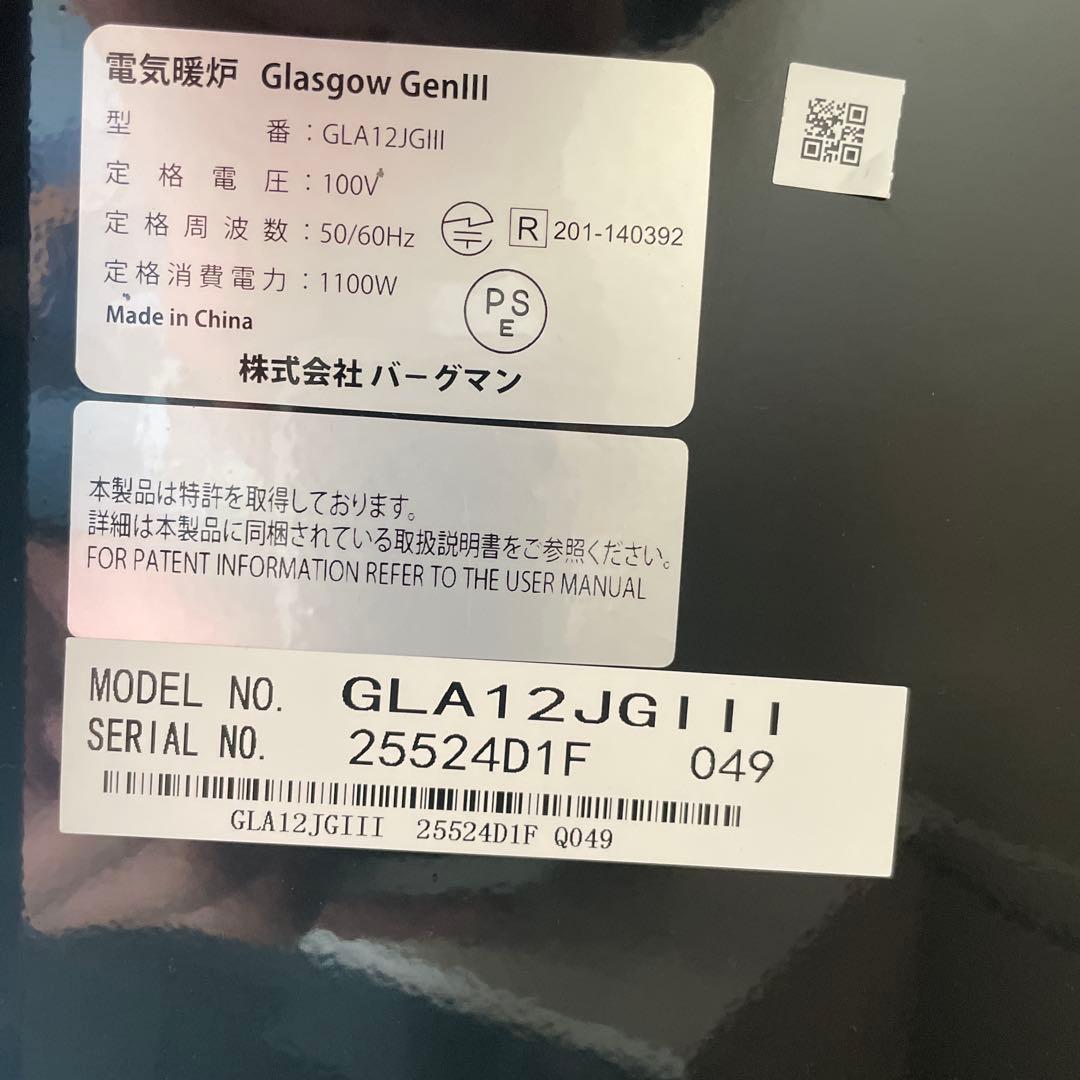 電気暖炉 Glasgow GenIII
型 番：GLA12JGIII
定格電圧：100V
定格周波数：50/60Hz
R 201-140392
定格消費電力：1100W
PS
E
Made in China
株式会社 バーグマン
本製品は特許を取得しております。
詳細は本製品に同梱されている取扱説明書をご参照ください。
FOR PATENT INFORMATION REFER TO THE USER MANUAL
MODEL NO. GLA12JGIII
SERIAL NO. 25524D1F 049
GLA12JGIII 25524D1F Q049